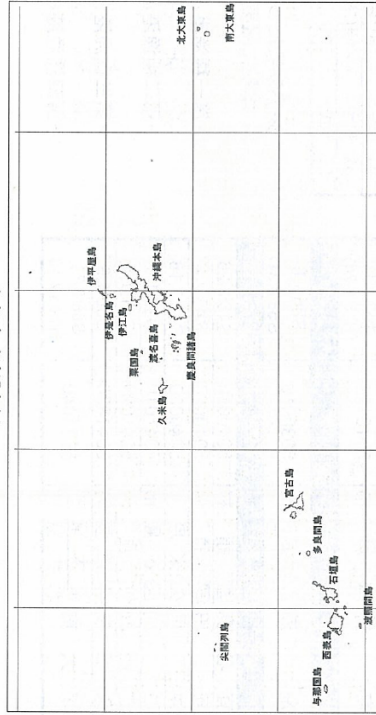 北大東島
南大東島
伊平屋島
伊是名島
伊江島
沖縄本島
粟国島
渡名喜島
慶良間諸島
久米島
宮古島
多良間島
石垣島
尖閣列島
西表島
波照間島
与那国島